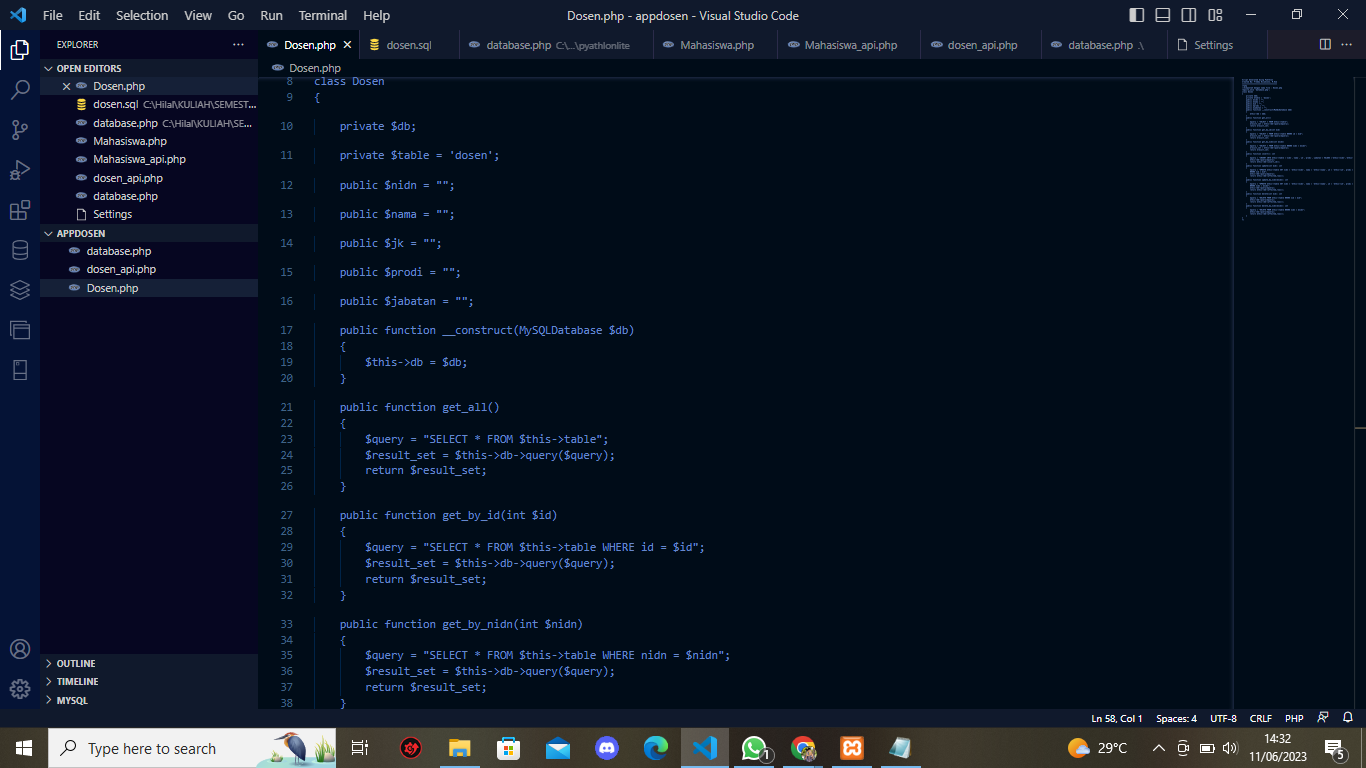 File Edit Selection View Go Run Terminal Help
Dosen.php - appdosen - Visual Studio Code
EXPLORER
OPEN EDITORS
Dosen.php
dosen.sql C:\Hilal\KULIAH\SEMEST...
database.php C:\Hilal\KULIAH\SE...
Mahasiswa.php
Mahasiswa_api.php
dosen_api.php
database.php
Settings
APPDOSEN
database.php
dosen_api.php
Dosen.php
OUTLINE
TIMELINE
MYSQL
Dosen.php dosen.sql database.php C:\...\pyathlonlite Mahasiswa.php Mahasiswa_api.php dosen_api.php database.php .\ Settings
Dosen.php
8 class Dosen
9 {
10 private $db;
11 private $table = 'dosen';
12 public $nidn = "";
13 public $nama = "";
14 public $jk = "";
15 public $prodi = "";
16 public $jabatan = "";
17 public function __construct(MySQLDatabase $db)
18 {
19 $this->db = $db;
20 }
21 public function get_all()
22 {
23 $query = "SELECT * FROM $this->table";
24 $result_set = $this->db->query($query);
25 return $result_set;
26 }
27 public function get_by_id(int $id)
28 {
29 $query = "SELECT * FROM $this->table WHERE id = $id";
30 $result_set = $this->db->query($query);
31 return $result_set;
32 }
33 public function get_by_nidn(int $nidn)
34 {
35 $query = "SELECT * FROM $this->table WHERE nidn = $nidn";
36 $result_set = $this->db->query($query);
37 return $result_set;
38 }
Ln 58, Col 1 Spaces: 4 UTF-8 CRLF PHP
Type here to search
1
29°C
14:32
11/06/2023
5